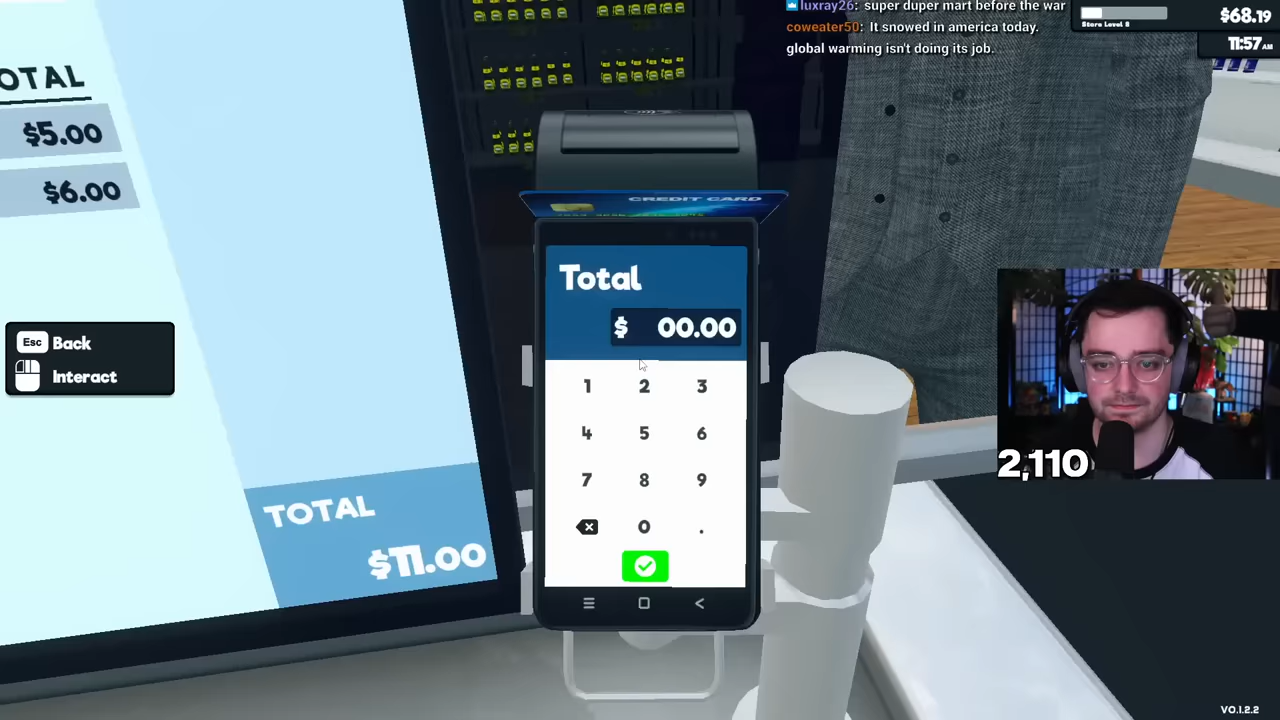 luxray26: super duper mart before the war
coweater50: It snowed in america today.
global warming isn't doing its job.
$68.19
Store Level 8
11:57 AM
OTAL
$5.00
$6.00
CREDIT CARD
Total
$ 00.00
Esc Back
Interact
1 2 3
4 5 6
7 8 9
0 .
TOTAL
$11.00
2,110
V0.1.2.2